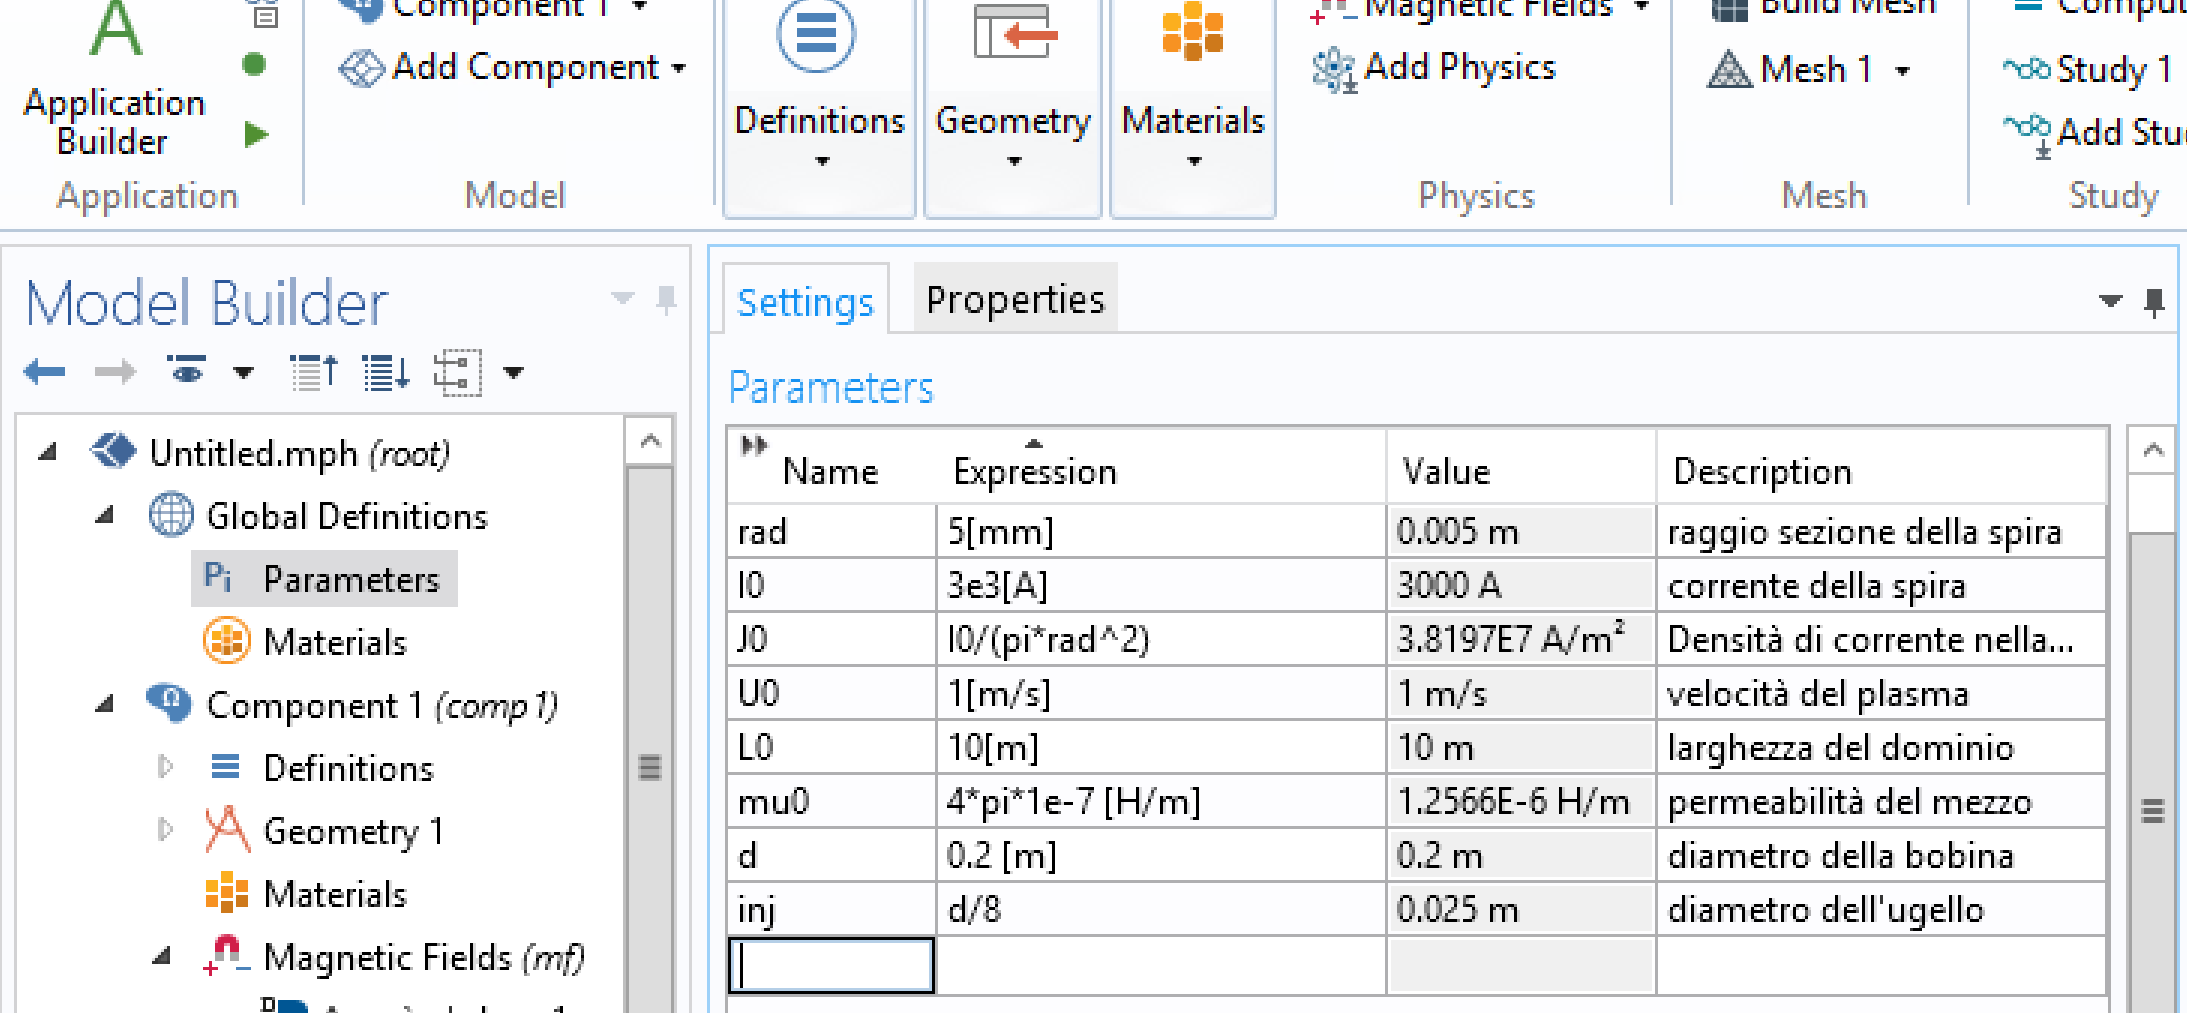 Component 1
Magnetic Fields
Build Mesh
Add Component
Add Physics
Mesh 1
Study 1
Application
Builder
Definitions
Geometry
Materials
Application
Model
Physics
Mesh
Study
Model Builder
Untitled.mph (root)
Global Definitions
Pi Parameters
Materials
Component 1 (comp1)
Definitions
Geometry 1
Materials
Magnetic Fields (mf)
Settings
Properties
Parameters
Name Expression Value Description
rad 5[mm] 0.005 m raggio sezione della spira
I0 3e3[A] 3000 A corrente della spira
J0 I0/(pi*rad^2) 3.8197E7 A/m² Densità di corrente nella...
U0 1[m/s] 1 m/s velocità del plasma
L0 10[m] 10 m larghezza del dominio
mu0 4*pi*1e-7 [H/m] 1.2566E-6 H/m permeabilità del mezzo
d 0.2 [m] 0.2 m diametro della bobina
inj d/8 0.025 m diametro dell'ugello